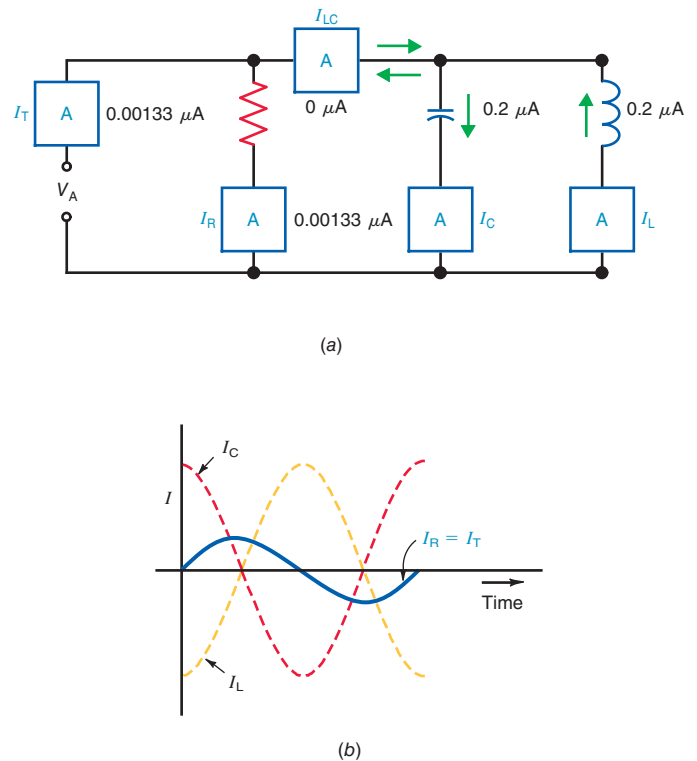 I_LC
A
I_T A 0.00133 μA
0 μA
0.2 μA
0.2 μA
V_A
I_R A 0.00133 μA
A I_C
A I_L
(a)
I_C
I
I_R = I_T
Time
I_L
(b)